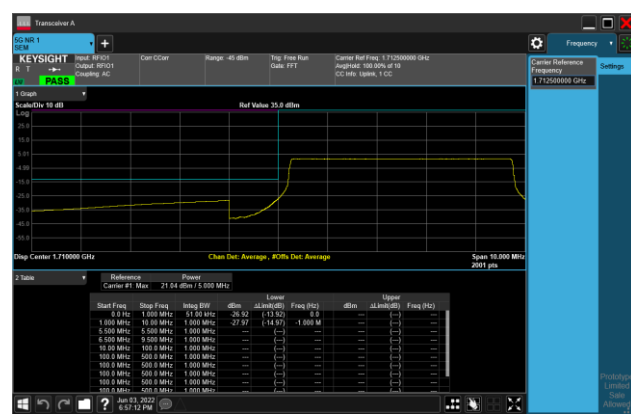 Transceiver A
5G NR 1
SEM
Frequency
KEYSIGHT
R T
PASS
Input: RFIO1
Output: RFIO1
Coupling: AC
Corr CCorr
Range: -45 dBm
Trig: Free Run
Gate: FFT
Carrier Ref Freq: 1.712500000 GHz
Avg|Hold: 100.00% of 10
CC Info: Uplink, 1 CC
Carrier Reference
Frequency
1.712500000 GHz
Settings
1 Graph
Scale/Div 10 dB
Ref Value 35.0 dBm
Log
25.0
15.0
5.01
-4.99
-15.0
-25.0
-35.0
-45.0
-55.0
Disp Center 1.710000 GHz
Chan Det: Average , #Offs Det: Average
Span 10.000 MHz
2001 pts
2 Table
Reference Power
Carrier #1 Max 21.04 dBm / 5.000 MHz
Lower Upper
Start Freq Stop Freq Integ BW dBm ΔLimit(dB) Freq (Hz) dBm ΔLimit(dB) Freq (Hz)
0.0 Hz 1.000 MHz 51.00 kHz -26.92 (-13.92) 0.0 --- (---) ---
1.000 MHz 10.00 MHz 1.000 MHz -27.97 (-14.97) -1.000 M --- (---) ---
5.500 MHz 5.500 MHz 1.000 MHz --- (---) --- --- (---) ---
6.500 MHz 9.500 MHz 1.000 MHz --- (---) --- --- (---) ---
10.00 MHz 100.0 MHz 1.000 MHz --- (---) --- --- (---) ---
100.0 MHz 500.0 MHz 1.000 MHz --- (---) --- --- (---) ---
100.0 MHz 500.0 MHz 1.000 MHz --- (---) --- --- (---) ---
100.0 MHz 500.0 MHz 1.000 MHz --- (---) --- --- (---) ---
100.0 MHz 500.0 MHz 1.000 MHz --- (---) --- --- (---) ---
Prototype
Limited
Sale
Allowed
?
Jun 03, 2022
6:57:12 PM